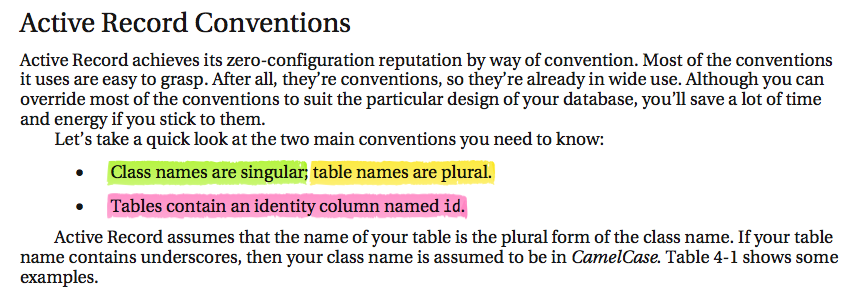 Active Record Conventions
Active Record achieves its zero-configuration reputation by way of convention. Most of the conventions
it uses are easy to grasp. After all, they’re conventions, so they’re already in wide use. Although you can
override most of the conventions to suit the particular design of your database, you’ll save a lot of time
and energy if you stick to them.
Let’s take a quick look at the two main conventions you need to know:
• Class names are singular; table names are plural.
• Tables contain an identity column named id.
Active Record assumes that the name of your table is the plural form of the class name. If your table
name contains underscores, then your class name is assumed to be in CamelCase. Table 4-1 shows some
examples.